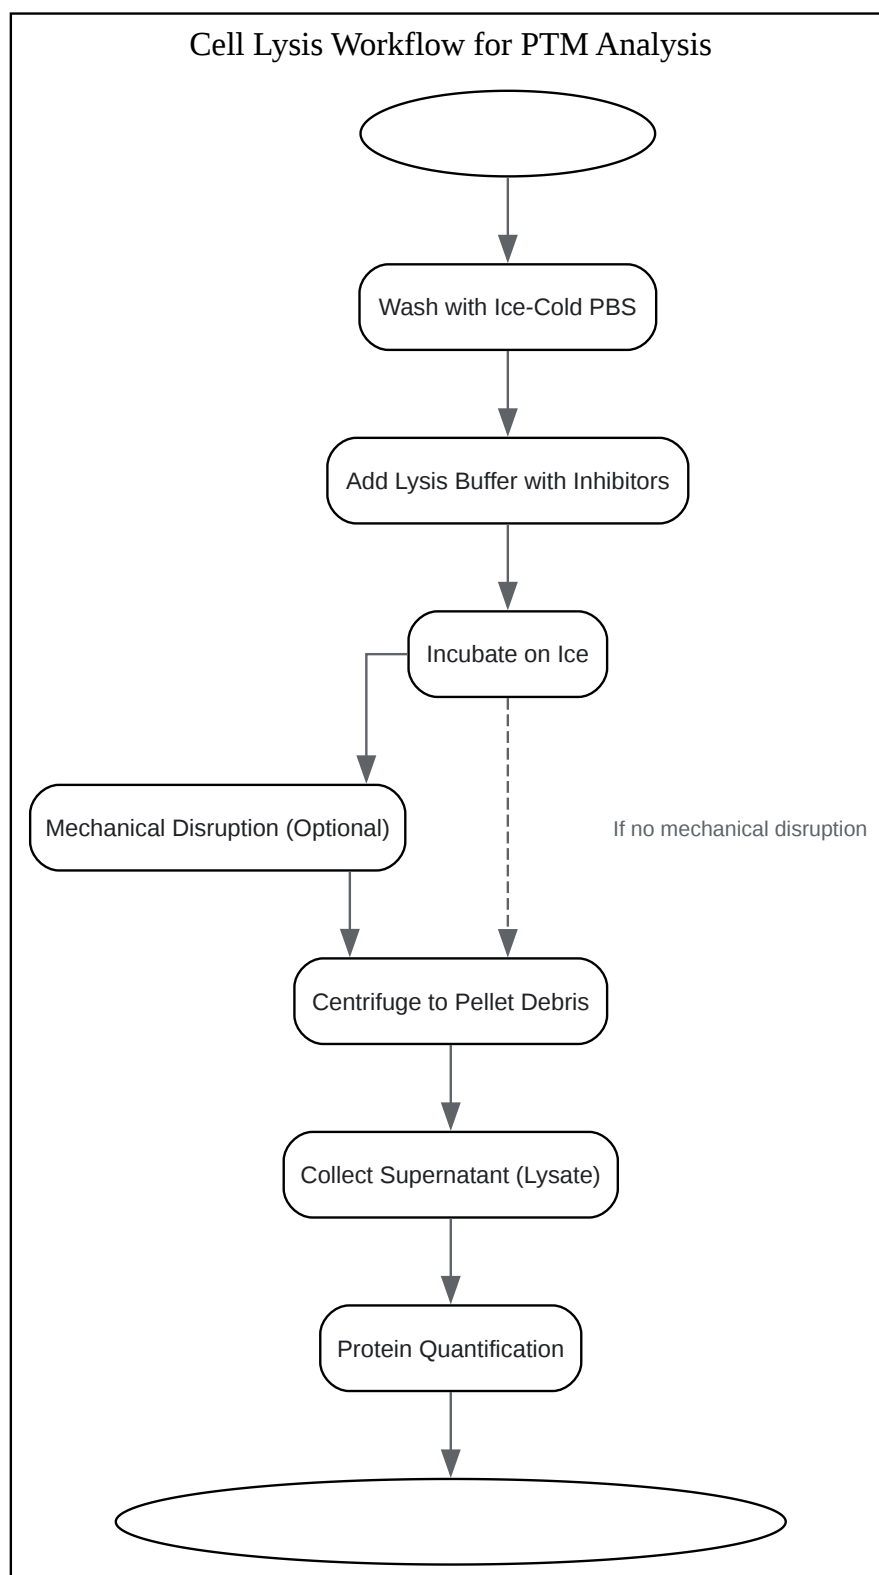 Cell Lysis Workflow for PTM Analysis
Wash with Ice-Cold PBS
Add Lysis Buffer with Inhibitors
Incubate on Ice
Mechanical Disruption (Optional)
If no mechanical disruption
Centrifuge to Pellet Debris
Collect Supernatant (Lysate)
Protein Quantification